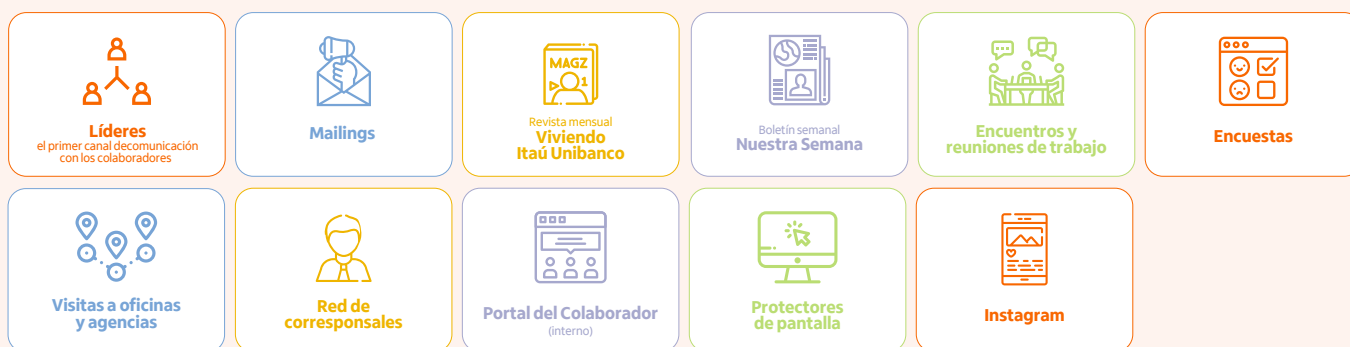 Líderes
el primer canal decomunicación
con los colaboradores
Mailings
MAGZ
1
Revista mensual
Viviendo
Itaú Unibanco
Boletín semanal
Nuestra Semana
Encuentros y
reuniones de trabajo
Encuestas
Visitas a oficinas
y agencias
Red de
corresponsales
Portal del Colaborador
(interno)
Protectores
de pantalla
Instagram